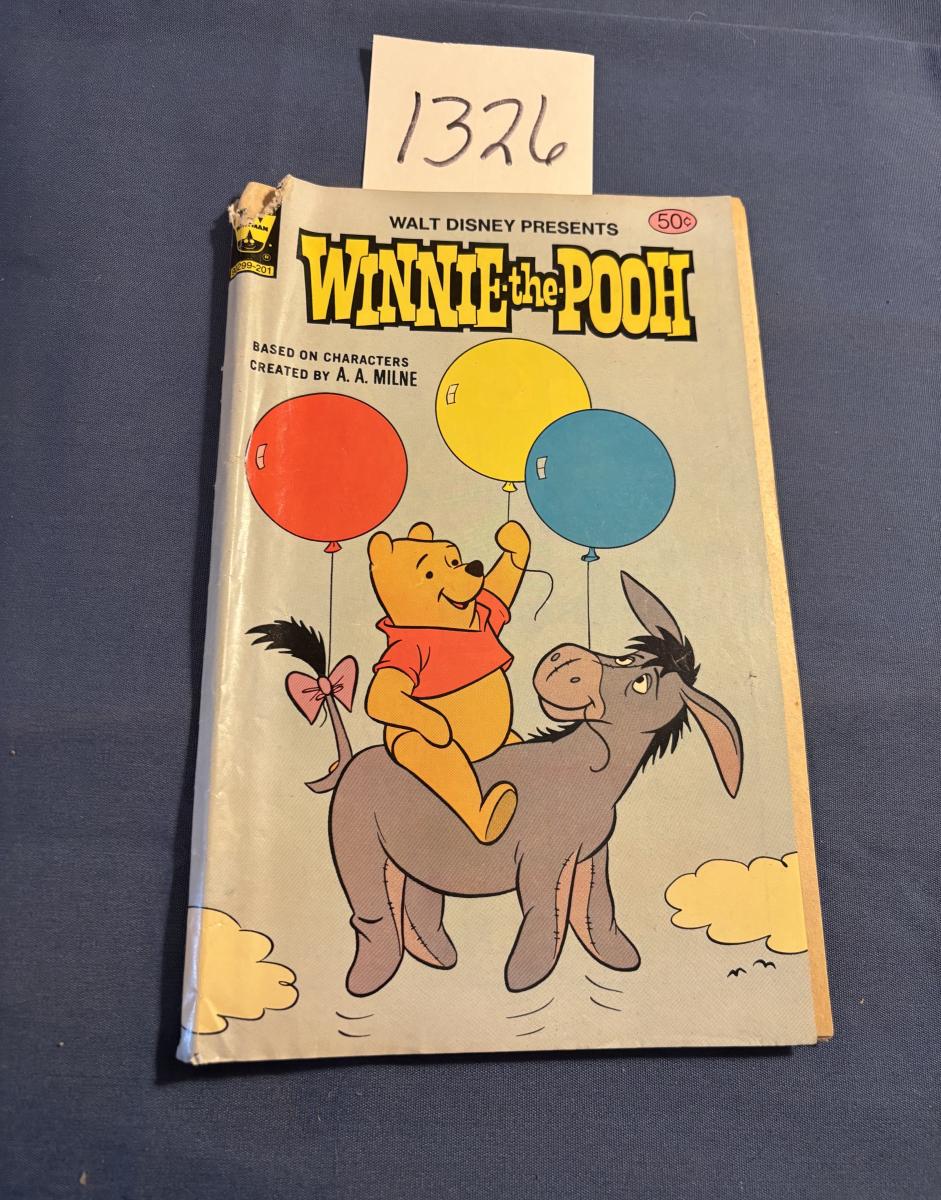 1326
WALT DISNEY PRESENTS
50¢
WINNIE-the-POOH
BASED ON CHARACTERS
CREATED BY A. A. MILNE